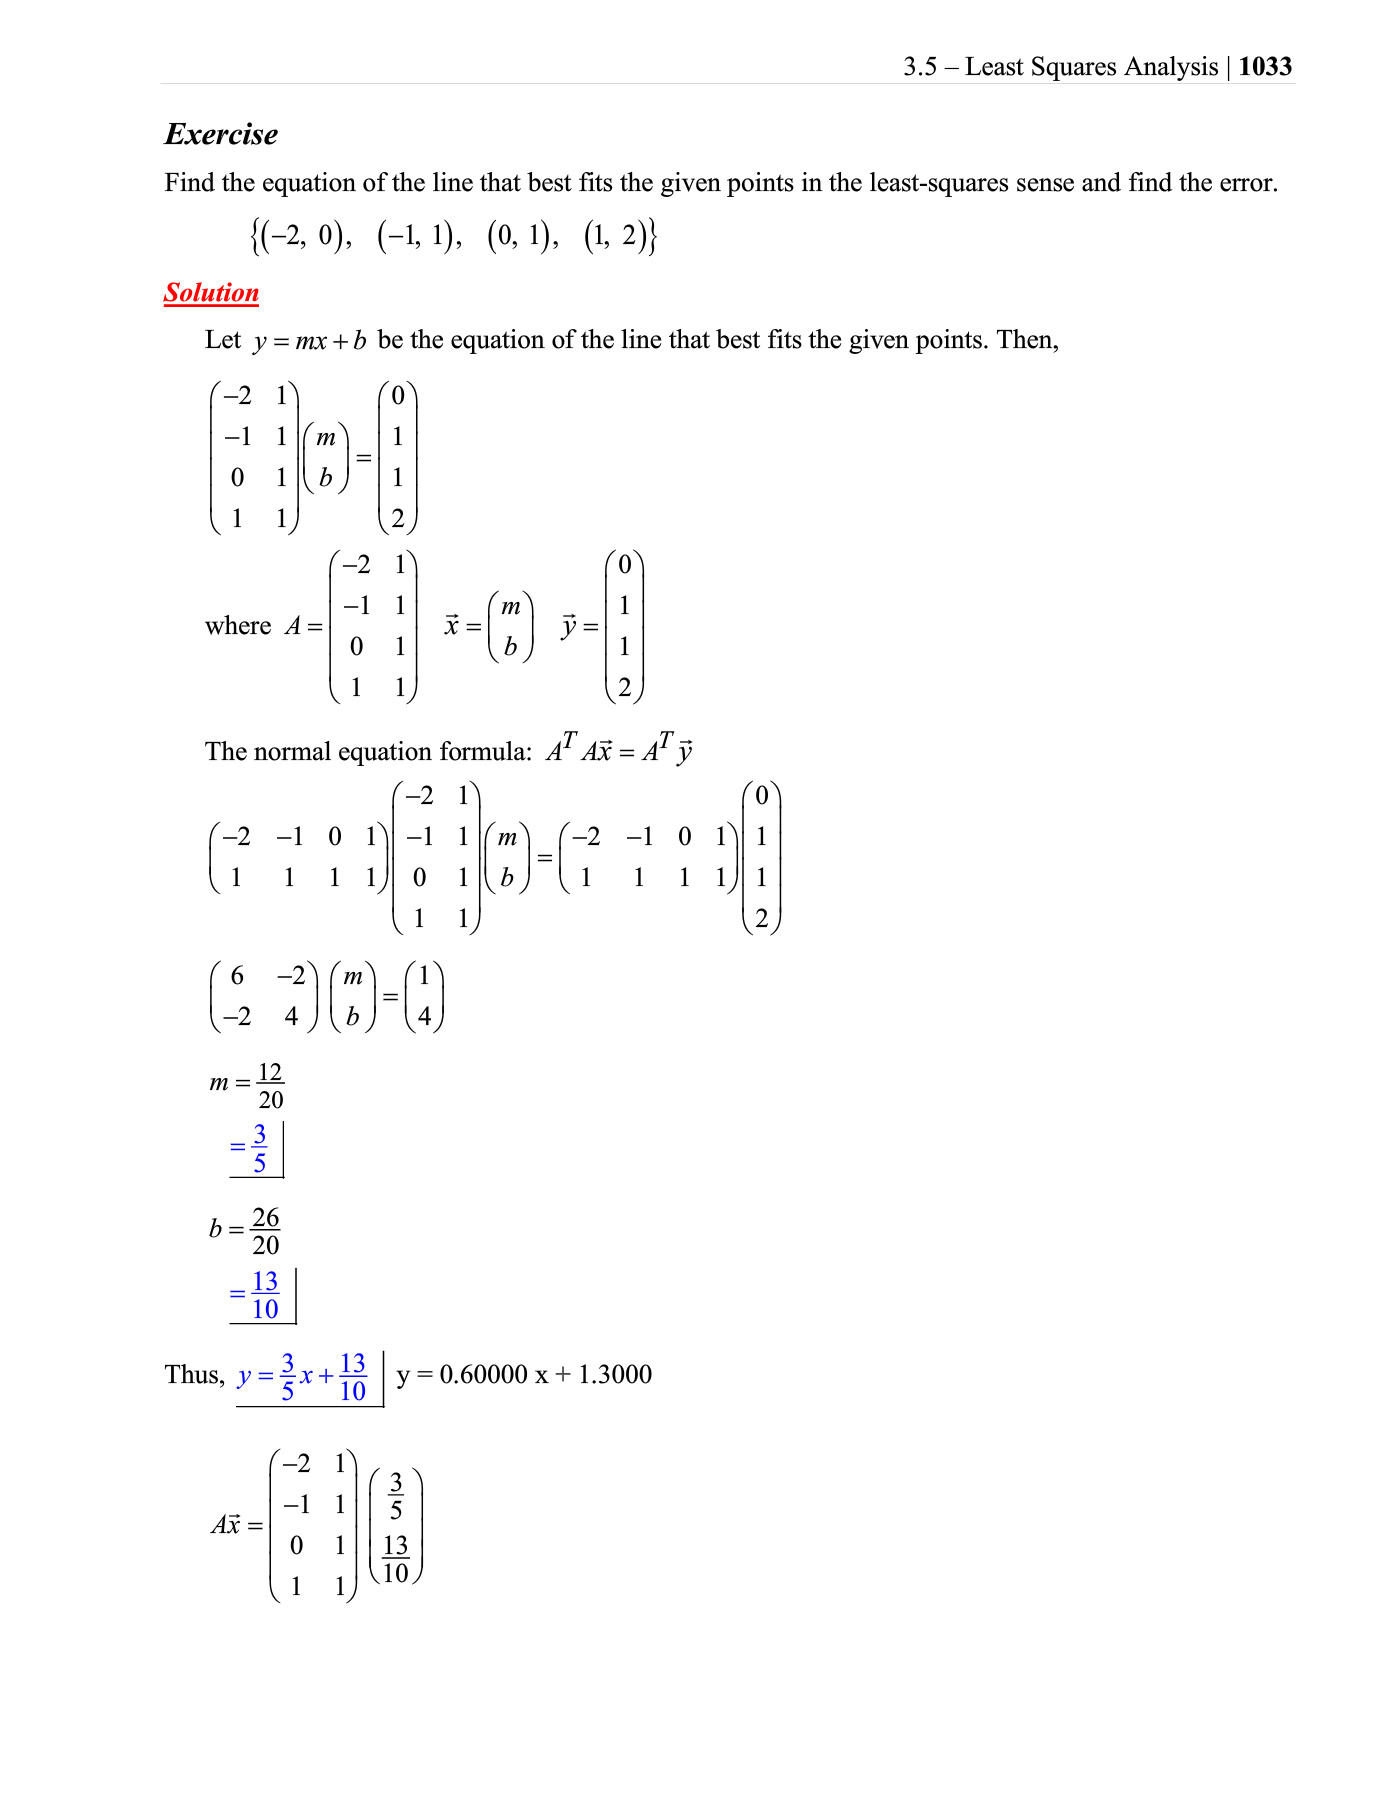 3.5 – Least Squares Analysis | 1033
Exercise
Find the equation of the line that best fits the given points in the least-squares sense and find the error.
{(−2, 0), (−1, 1), (0, 1), (1, 2)}
Solution
Let y = mx + b be the equation of the line that best fits the given points. Then,
\begin{pmatrix} -2 & 1 \\ -1 & 1 \\ 0 & 1 \\ 1 & 1 \end{pmatrix} \begin{pmatrix} m \\ b \end{pmatrix} = \begin{pmatrix} 0 \\ 1 \\ 1 \\ 2 \end{pmatrix}
where A = \begin{pmatrix} -2 & 1 \\ -1 & 1 \\ 0 & 1 \\ 1 & 1 \end{pmatrix} \vec{x} = \begin{pmatrix} m \\ b \end{pmatrix} \vec{y} = \begin{pmatrix} 0 \\ 1 \\ 1 \\ 2 \end{pmatrix}
The normal equation formula: A^T A\vec{x} = A^T \vec{y}
\begin{pmatrix} -2 & -1 & 0 & 1 \\ 1 & 1 & 1 & 1 \end{pmatrix} \begin{pmatrix} -2 & 1 \\ -1 & 1 \\ 0 & 1 \\ 1 & 1 \end{pmatrix} \begin{pmatrix} m \\ b \end{pmatrix} = \begin{pmatrix} -2 & -1 & 0 & 1 \\ 1 & 1 & 1 & 1 \end{pmatrix} \begin{pmatrix} 0 \\ 1 \\ 1 \\ 2 \end{pmatrix}
\begin{pmatrix} 6 & -2 \\ -2 & 4 \end{pmatrix} \begin{pmatrix} m \\ b \end{pmatrix} = \begin{pmatrix} 1 \\ 4 \end{pmatrix}
m = \frac{12}{20}
= \frac{3}{5}
b = \frac{26}{20}
= \frac{13}{10}
Thus, y = \frac{3}{5}x + \frac{13}{10} y = 0.60000 x + 1.3000
A\vec{x} = \begin{pmatrix} -2 & 1 \\ -1 & 1 \\ 0 & 1 \\ 1 & 1 \end{pmatrix} \begin{pmatrix} \frac{3}{5} \\ \frac{13}{10} \end{pmatrix}